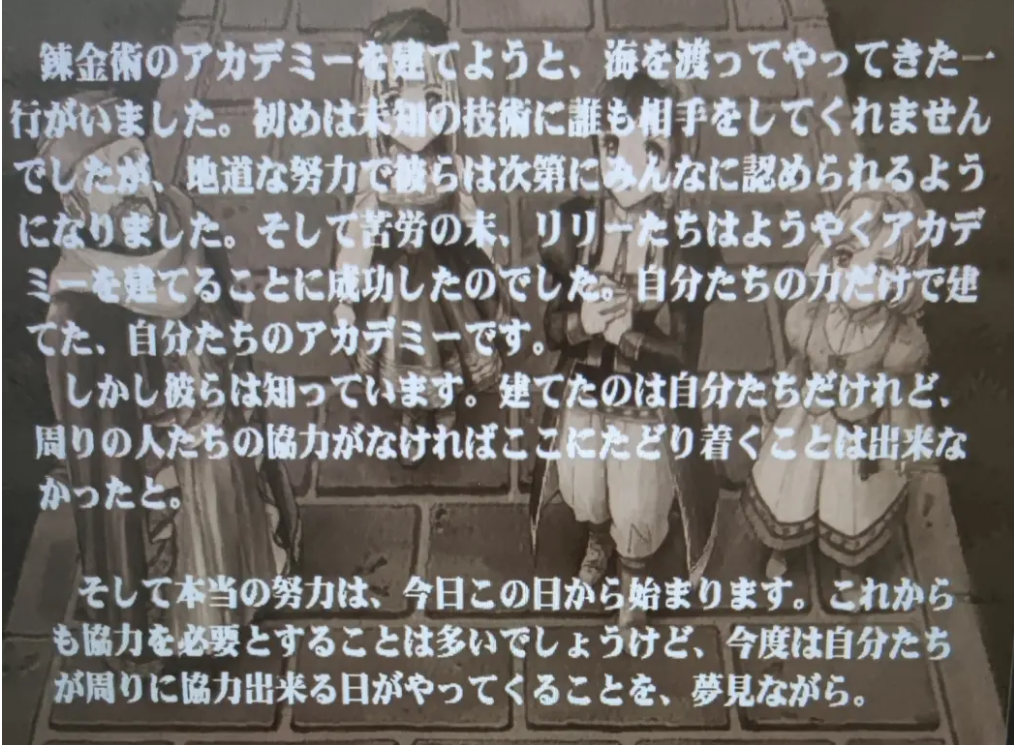 錬金術のアカデミーを建てようと、海を渡ってやってきた一
行がいました。初めは未知の技術に誰も相手をしてくれません
でしたが、地道な努力で彼らは次第にみんなに認められるよう
になりました。そして苦労の末、リリーたちはようやくアカデ
ミーを建てることに成功したのでした。自分たちの力だけで建
てた、自分たちのアカデミーです。
しかし彼らは知っています。建てたのは自分たちだけれど、
周りの人たちの協力がなければここにたどり着くことは出来な
かったと。
そして本当の努力は、今日この日から始まります。これから
も協力を必要とすることは多いでしょうけど、今度は自分たち
が周りに協力出来る日がやってくることを、夢見ながら。